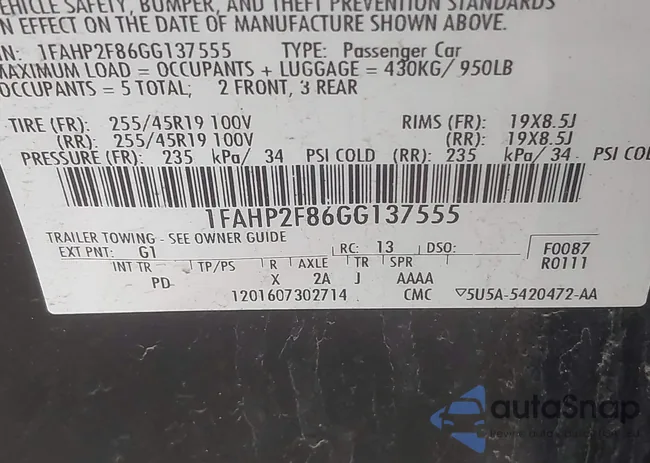 VEHICLE SAFETY, BUMPER, AND THEFT PREVENTION STANDARDS
IN EFFECT ON THE DATE OF MANUFACTURE SHOWN ABOVE.
N: 1FAHP2F86GG137555 TYPE: Passenger Car
MAXIMUM LOAD = OCCUPANTS + LUGGAGE = 430KG/ 950LB
OCCUPANTS = 5 TOTAL; 2 FRONT, 3 REAR
TIRE (FR): 255/45R19 100V RIMS (FR): 19X8.5J
(RR): 255/45R19 100V (RR): 19X8.5J
PRESSURE (FR): 235 kPa/ 34 PSI COLD (RR): 235 kPa/ 34 PSI COL
1FAHP2F86GG137555
TRAILER TOWING - SEE OWNER GUIDE
EXT PNT: G1 RC: 13 DSO: F0087
INT TR TP/PS R AXLE TR SPR R0111
PD X 2A J AAAA
1201607302714 CMC ▽5U5A-5420472-AA
autoSnap